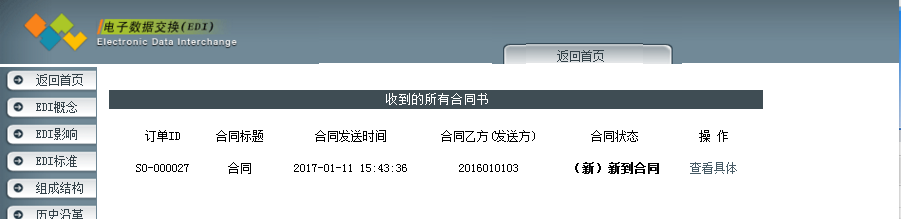 电子数据交换(EDI)
Electronic Data Interchange
返回首页
返回首页
EDI概念
EDI影响
EDI标准
组成结构
历史沿革
收到的所有合同书
订单ID 合同标题 合同发送时间 合同乙方(发送方) 合同状态 操 作
SO-000027 合同 2017-01-11 15:43:36 2016010103 （新）新到合同 查看具体